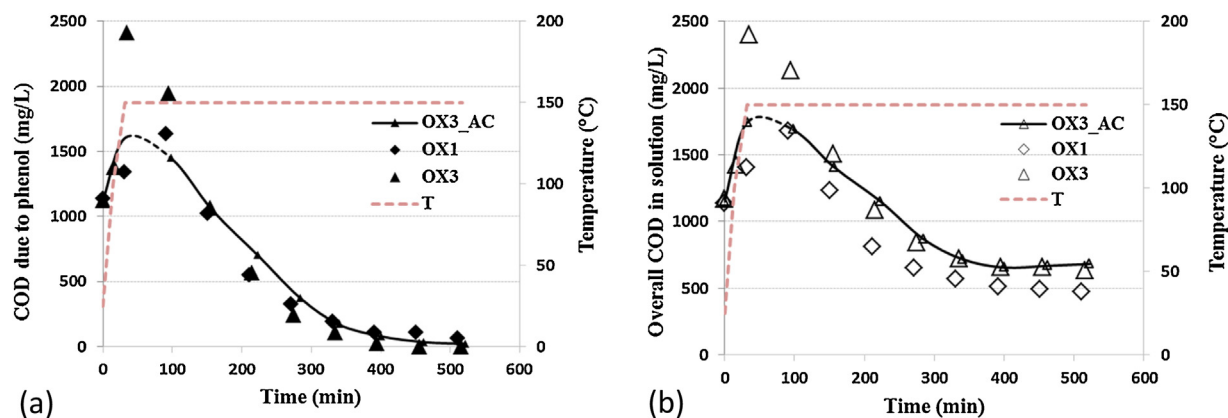 2500
2000
1500
1000
500
0
COD due to phenol (mg/L)
200
150
100
50
0
Temperature (°C)
OX3_AC
OX1
OX3
T
0 100 200 300 400 500 600
Time (min)
(a)
2500
2000
1500
1000
500
0
Overall COD in solution (mg/L)
200
150
100
50
0
Temperature (°C)
OX3_AC
OX1
OX3
T
0 100 200 300 400 500 600
Time (min)
(b)